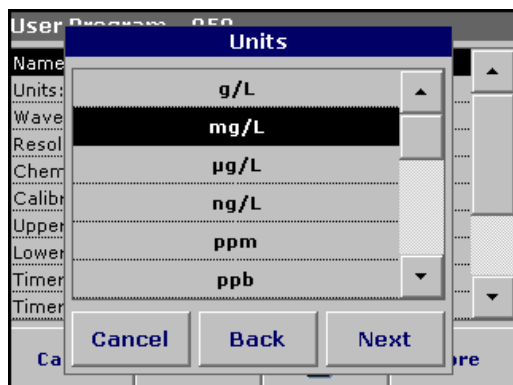 User Program 950
Units
Name
Units:
g/L
Wave
mg/L
Resol
Chem
µg/L
Calibr
ng/L
Upper
ppm
Lower
Timer
ppb
Timer
Cancel Back Next
Ca ore